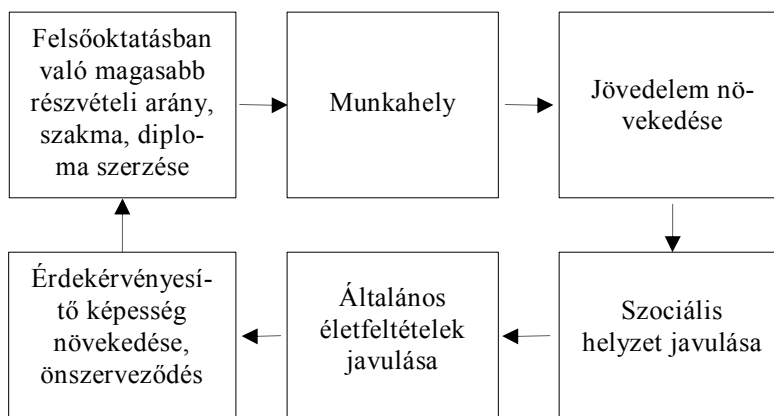 Felsőoktatásban
való magasabb
részvételi arány,
szakma, diplo-
ma szerzése
Munkahely
Jövedelem nö-
vekedése
Szociális
helyzet javulása
Általános
életfeltételek
javulása
Érdekérvényesí-
tő képesség
növekedése,
önszerveződés